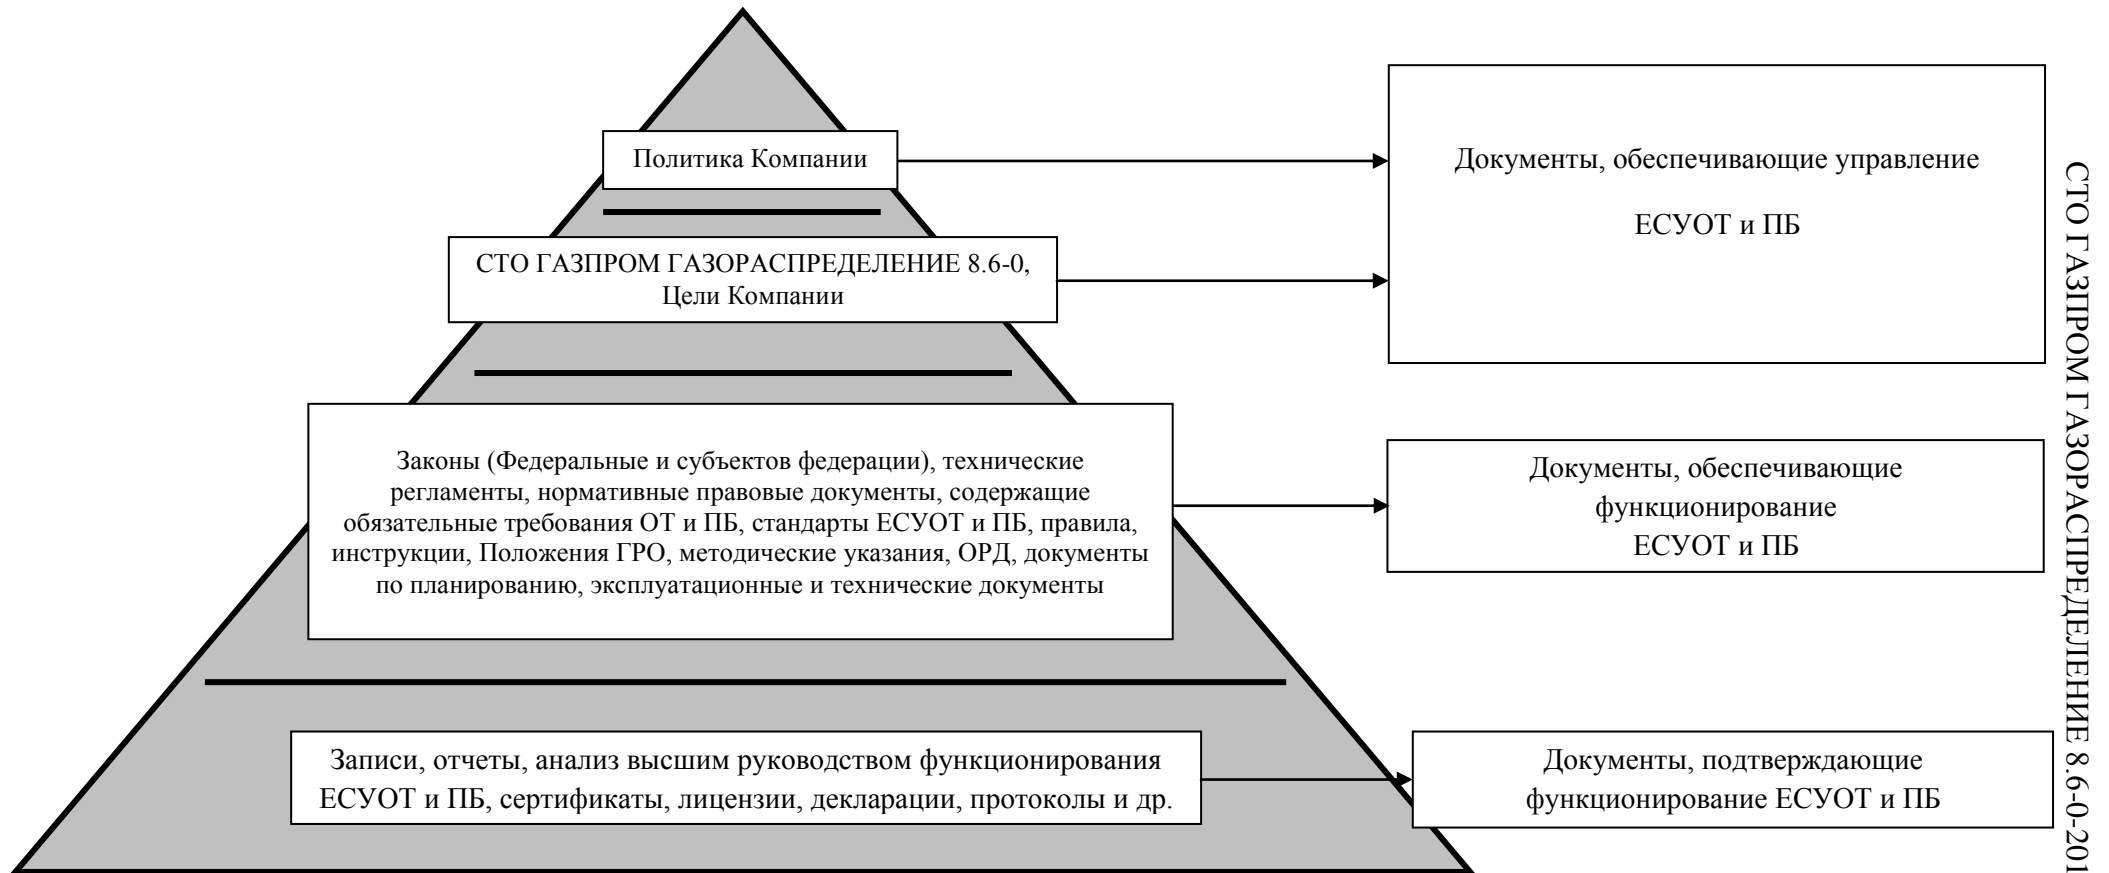 Политика Компании
Документы, обеспечивающие управление
ЕСУОТ и ПБ
СТО ГАЗПРОМ ГАЗОРАСПРЕДЕЛЕНИЕ 8.6-0,
Цели Компании
Законы (Федеральные и субъектов федерации), технические
регламенты, нормативные правовые документы, содержащие
обязательные требования ОТ и ПБ, стандарты ЕСУОТ и ПБ, правила,
инструкции, Положения ГРО, методические указания, ОРД, документы
по планированию, эксплуатационные и технические документы
Документы, обеспечивающие
функционирование
ЕСУОТ и ПБ
Записи, отчеты, анализ высшим руководством функционирования
ЕСУОТ и ПБ, сертификаты, лицензии, декларации, протоколы и др.
Документы, подтверждающие
функционирование ЕСУОТ и ПБ
СТО ГАЗПРОМ ГАЗОРАСПРЕДЕЛЕНИЕ 8.6-0-201